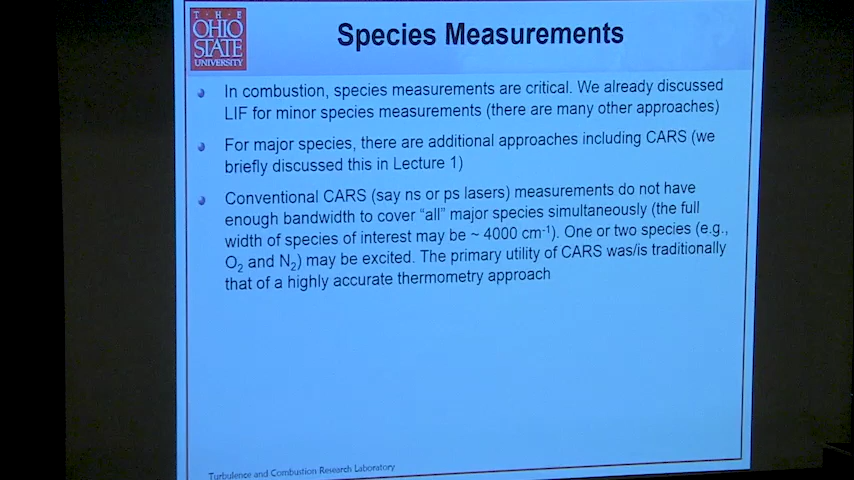 THE
OHIO
STATE
UNIVERSITY
Species Measurements
In combustion, species measurements are critical. We already discussed
LIF for minor species measurements (there are many other approaches)
For major species, there are additional approaches including CARS (we
briefly discussed this in Lecture 1)
Conventional CARS (say ns or ps lasers) measurements do not have
enough bandwidth to cover “all” major species simultaneously (the full
width of species of interest may be ~ 4000 cm⁻¹). One or two species (e.g.,
O₂ and N₂) may be excited. The primary utility of CARS was/is traditionally
that of a highly accurate thermometry approach
Turbulence and Combustion Research Laboratory